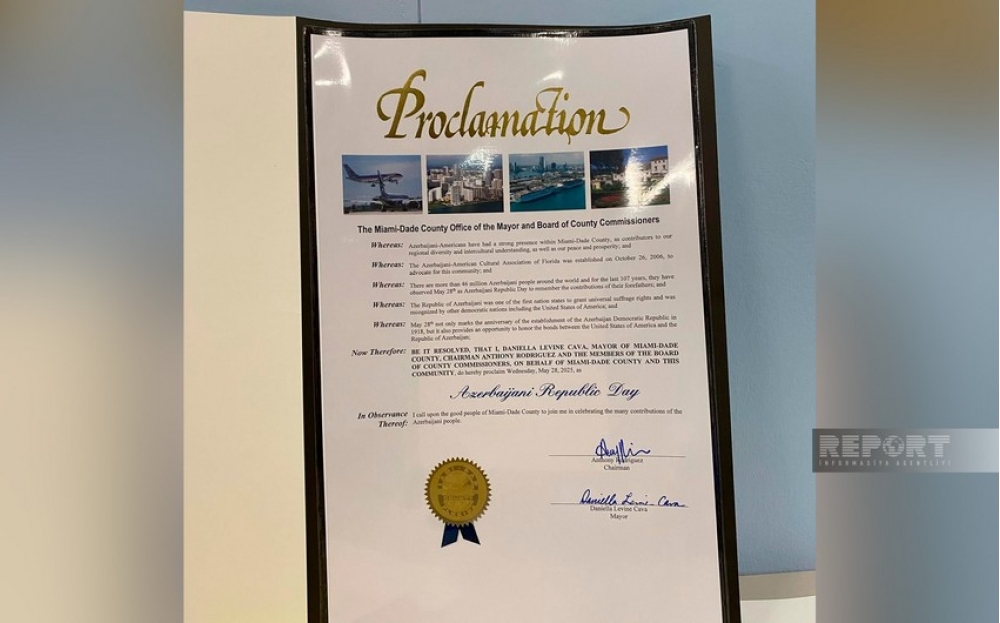 Proclamation
The Miami-Dade County Office of the Mayor and Board of County Commissioners
Whereas: Azerbaijani-Americans have had a strong presence within Miami-Dade County, as contributors to our
regional diversity and intercultural understanding, as well as our peace and prosperity; and
Whereas: The Azerbaijani-American Cultural Association of Florida was established on October 26, 2006, to
advocate for this community; and
Whereas: There are more than 46 million Azerbaijani people around the world and for the last 107 years, they have
observed May 28th as Azerbaijani Republic Day to remember the contributions of their forefathers; and
Whereas: The Republic of Azerbaijani was one of the first nation states to grant universal suffrage rights and was
recognized by other democratic nations including the United States of America; and
Whereas: May 28th not only marks the anniversary of the establishment of the Azerbaijan Democratic Republic in
1918, but it also provides an opportunity to honor the bonds between the United States of America and the
Republic of Azerbaijan;
Now Therefore: BE IT RESOLVED, THAT I, DANIELLA LEVINE CAVA, MAYOR OF MIAMI-DADE
COUNTY, CHAIRMAN ANTHONY RODRIGUEZ AND THE MEMBERS OF THE BOARD
OF COUNTY COMMISSIONERS, ON BEHALF OF MIAMI-DADE COUNTY AND THIS
COMMUNITY, do hereby proclaim Wednesday, May 28, 2025, as
Azerbaijani Republic Day
In Observance Thereof: I call upon the good people of Miami-Dade County to join me in celebrating the many contributions of the
Azerbaijani people.
Anthony Rodriguez
Chairman
Daniella Levine Cava
Daniella Levine Cava
Mayor
REPORT
INFORMASIYA AGENTLIYI